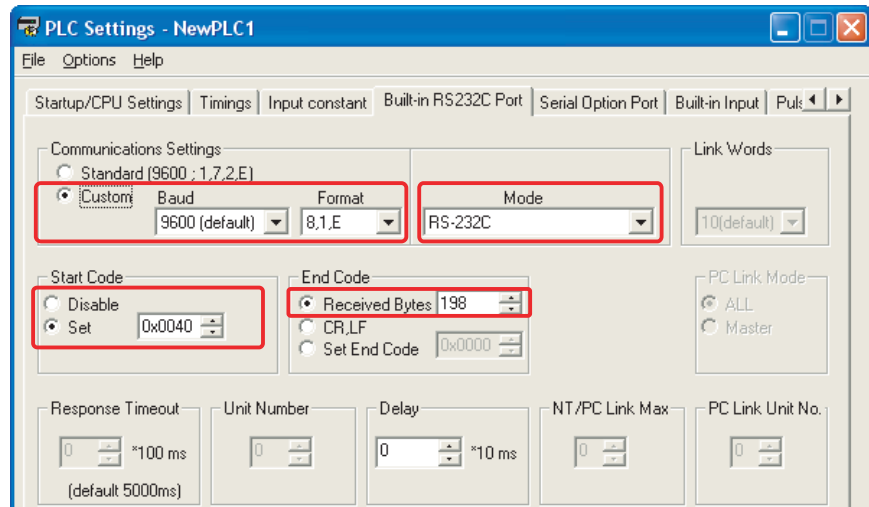 PLC Settings - NewPLC1
File Options Help
Startup/CPU Settings Timings Input constant Built-in RS232C Port Serial Option Port Built-in Input Puls
Communications Settings
Link Words
Standard (9600 ; 1,7,2,E)
Custom Baud Format Mode
9600 (default) 8,1,E RS-232C 10(default)
Start Code End Code PC Link Mode
Disable Received Bytes 198 ALL
Set 0x0040 CR,LF Master
Set End Code 0x0000
Response Timeout Unit Number Delay NT/PC Link Max PC Link Unit No.
0 *100 ms 0 0 *10 ms 0 0
(default 5000ms)